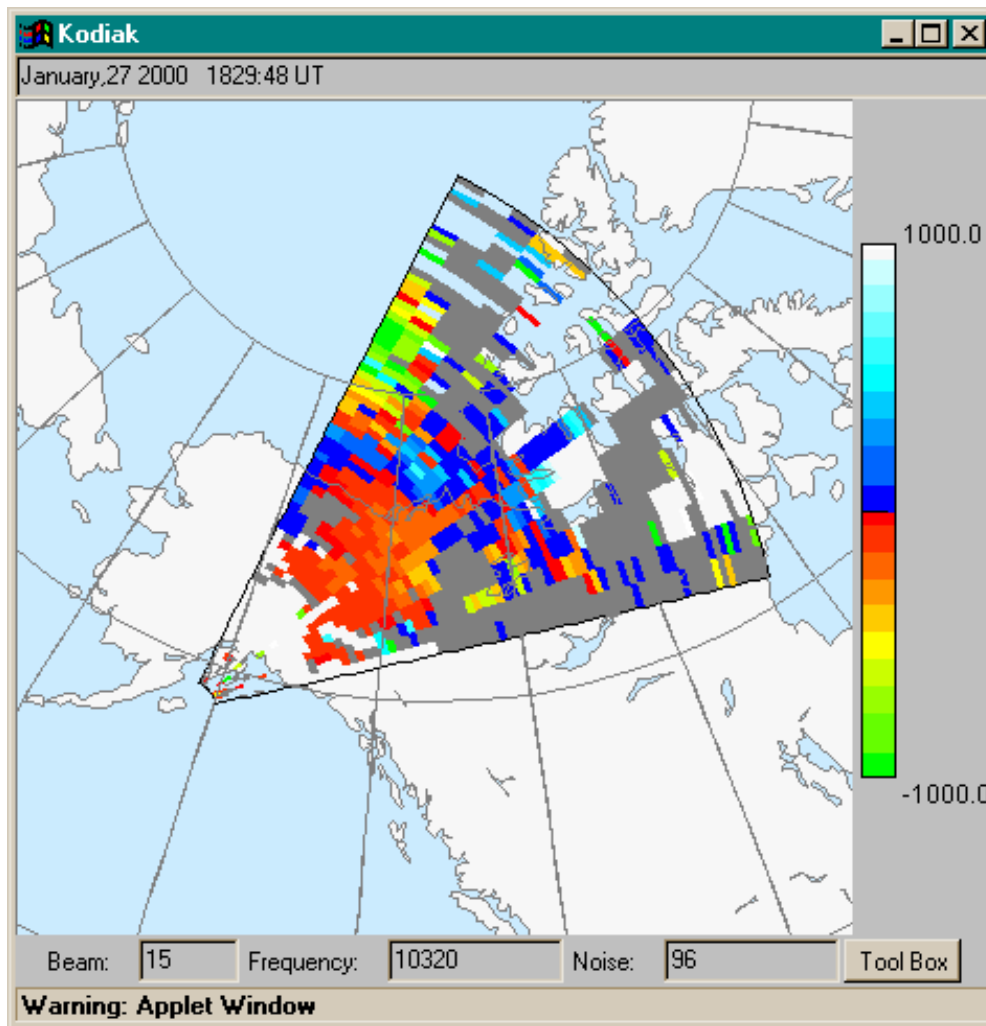 Kodiak
January,27 2000 1829:48 UT
1000.0
-1000.0
Beam: 15 Frequency: 10320 Noise: 96 Tool Box
Warning: Applet Window